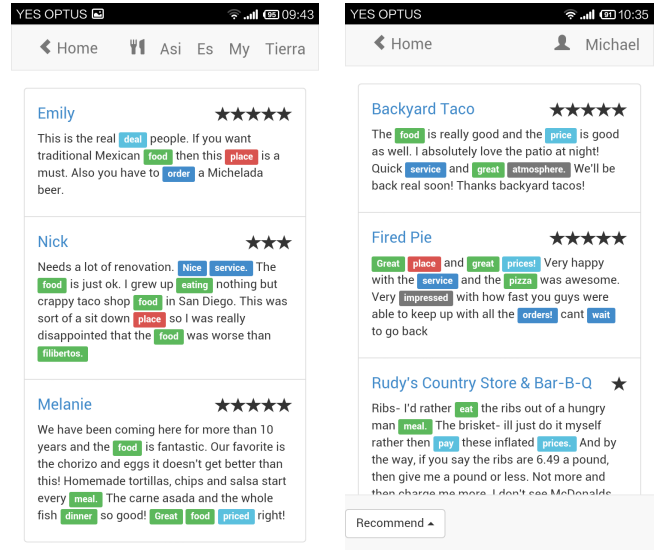 YES OPTUS 95 09:43
Home Asi Es My Tierra
Emily
This is the real deal people. If you want
traditional Mexican food then this place is a
must. Also you have to order a Michelada
beer.
Nick
Needs a lot of renovation. Nice service. The
food is just ok. I grew up eating nothing but
crappy taco shop food in San Diego. This was
sort of a sit down place so I was really
disappointed that the food was worse than
filibertos.
Melanie
We have been coming here for more than 10
years and the food is fantastic. Our favorite is
the chorizo and eggs it doesn't get better than
this! Homemade tortillas, chips and salsa start
every meal. The carne asada and the whole
fish dinner so good! Great food priced right!
YES OPTUS 91 10:35
Home Michael
Backyard Taco
The food is really good and the price is good
as well. I absolutely love the patio at night!
Quick service and great atmosphere. We'll be
back real soon! Thanks backyard tacos!
Fired Pie
Great place and great prices! Very happy
with the service and the pizza was awesome.
Very impressed with how fast you guys were
able to keep up with all the orders! cant wait
to go back
Rudy's Country Store & Bar-B-Q
Ribs- I'd rather eat the ribs out of a hungry
man meal. The brisket- ill just do it myself
rather then pay these inflated prices. And by
the way, if you say the ribs are 6.49 a pound,
then give me a pound or less. Not more and
then charge me more. I don't see McDonalds
Recommend